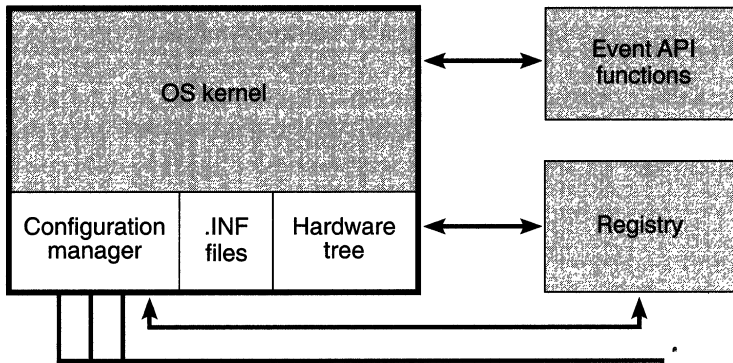 OS kernel
Event API
functions
Configuration
manager
.INF
files
Hardware
tree
Registry